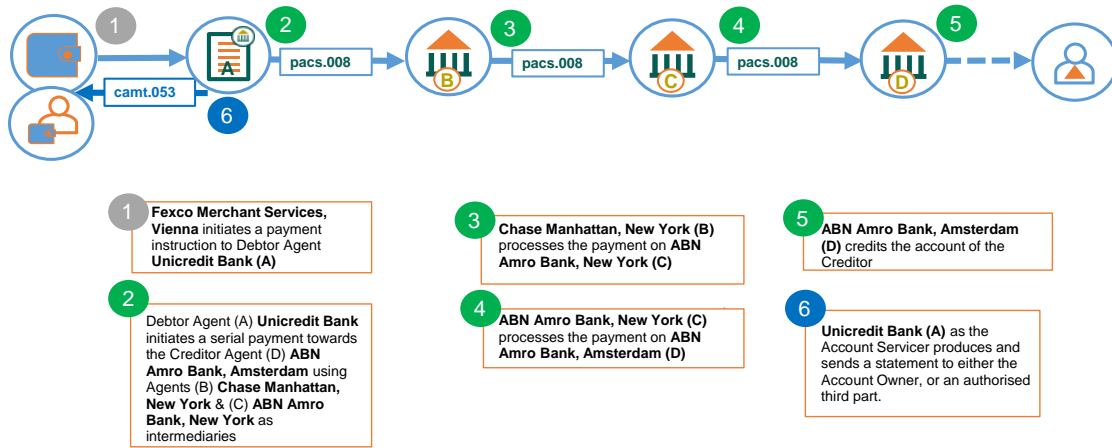 1
2
3
4
5
A
pacs.008
B
pacs.008
C
pacs.008
D
camt.053
6
1
Fexco Merchant Services,
Vienna initiates a payment
instruction to Debtor Agent
Unicredit Bank (A)
2
Debtor Agent (A) Unicredit Bank
initiates a serial payment towards
the Creditor Agent (D) ABN
Amro Bank, Amsterdam using
Agents (B) Chase Manhattan,
New York & (C) ABN Amro
Bank, New York as
intermediaries
3
Chase Manhattan, New York (B)
processes the payment on ABN
Amro Bank, New York (C)
4
ABN Amro Bank, New York (C)
processes the payment on ABN
Amro Bank, Amsterdam (D)
5
ABN Amro Bank, Amsterdam
(D) credits the account of the
Creditor
6
Unicredit Bank (A) as the
Account Servicer produces and
sends a statement to either the
Account Owner, or an authorised
third part.